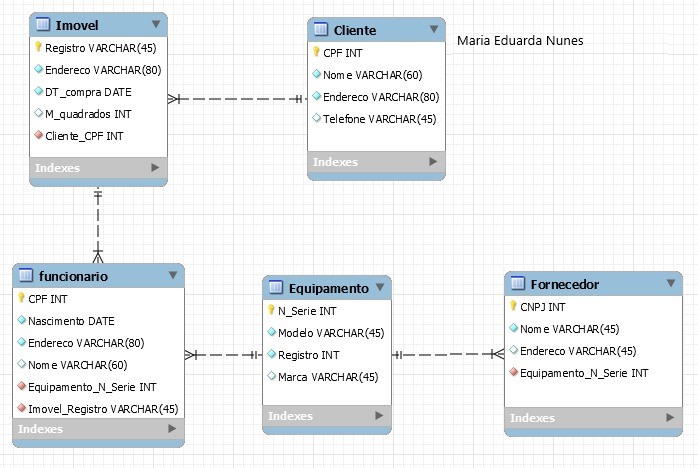 Imovel
Registro VARCHAR(45)
Endereco VARCHAR(80)
DT_compra DATE
M_quadrados INT
Cliente_CPF INT
Indexes
Cliente
CPF INT
Nome VARCHAR(60)
Endereco VARCHAR(80)
Telefone VARCHAR(45)
Indexes
Maria Eduarda Nunes
funcionario
CPF INT
Nascimento DATE
Endereco VARCHAR(80)
Nome VARCHAR(60)
Equipamento_N_Serie INT
Imovel_Registro VARCHAR(45)
Indexes
Equipamento
N_Serie INT
Modelo VARCHAR(45)
Registro INT
Marca VARCHAR(45)
Indexes
Fornecedor
CNPJ INT
Nome VARCHAR(45)
Endereco VARCHAR(45)
Equipamento_N_Serie INT
Indexes